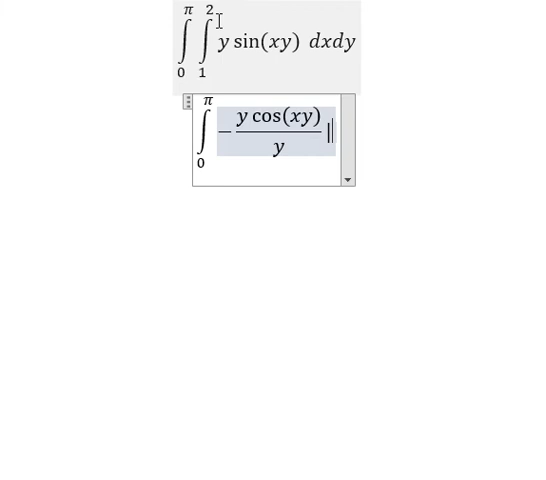 ∫₀^π ∫₁² y sin(xy) dxdy
∫₀^π − (y cos(xy))/y |